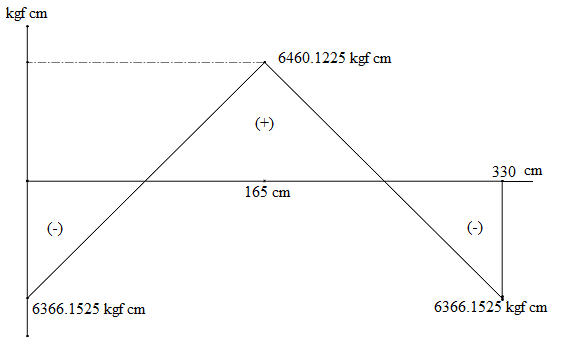 kgf cm
6460.1225 kgf cm
(+)
330 cm
165 cm
(-)
(-)
6366.1525 kgf cm
6366.1525 kgf cm